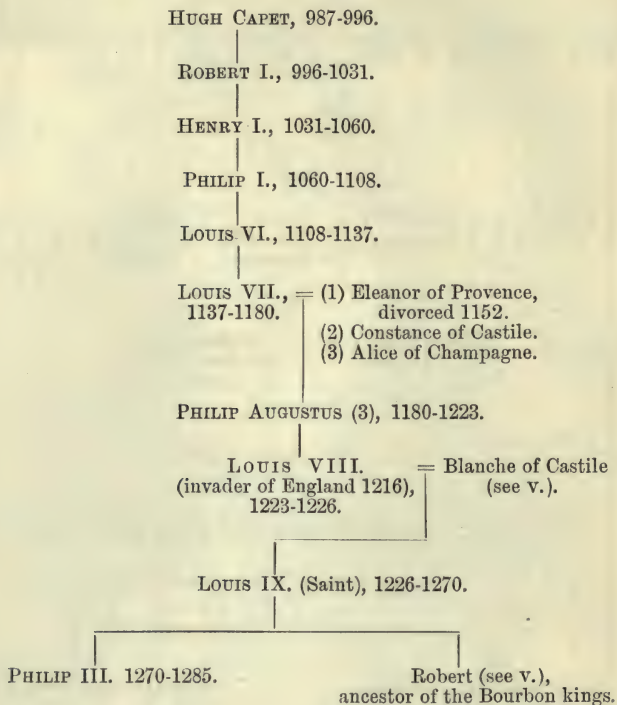 HUGH CAPET, 987-996.
ROBERT I., 996-1031.
HENRY I., 1031-1060.
PHILIP I., 1060-1108.
LOUIS VI., 1108-1137.
LOUIS VII., = (1) Eleanor of Provence,
1137-1180. divorced 1152.
(2) Constance of Castile.
(3) Alice of Champagne.
PHILIP AUGUSTUS (3), 1180-1223.
LOUIS VIII. = Blanche of Castile
(invader of England 1216), (see V.).
1223-1226.
LOUIS IX. (Saint), 1226-1270.
PHILIP III. 1270-1285. Robert (see V.),
ancestor of the Bourbon kings.